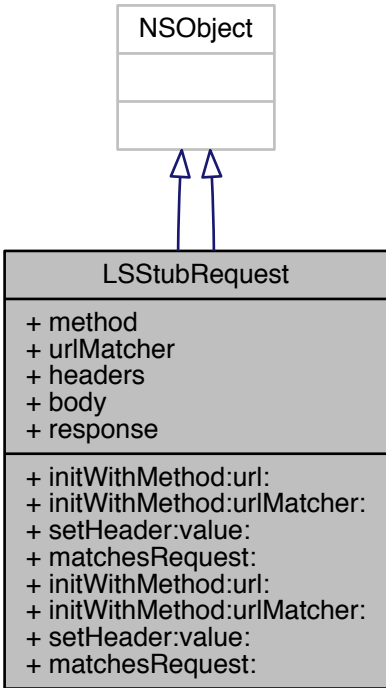 NSObject
LSStubRequest
+ method
+ urlMatcher
+ headers
+ body
+ response
+ initWithMethod:url:
+ initWithMethod:urlMatcher:
+ setHeader:value:
+ matchesRequest:
+ initWithMethod:url:
+ initWithMethod:urlMatcher:
+ setHeader:value:
+ matchesRequest: